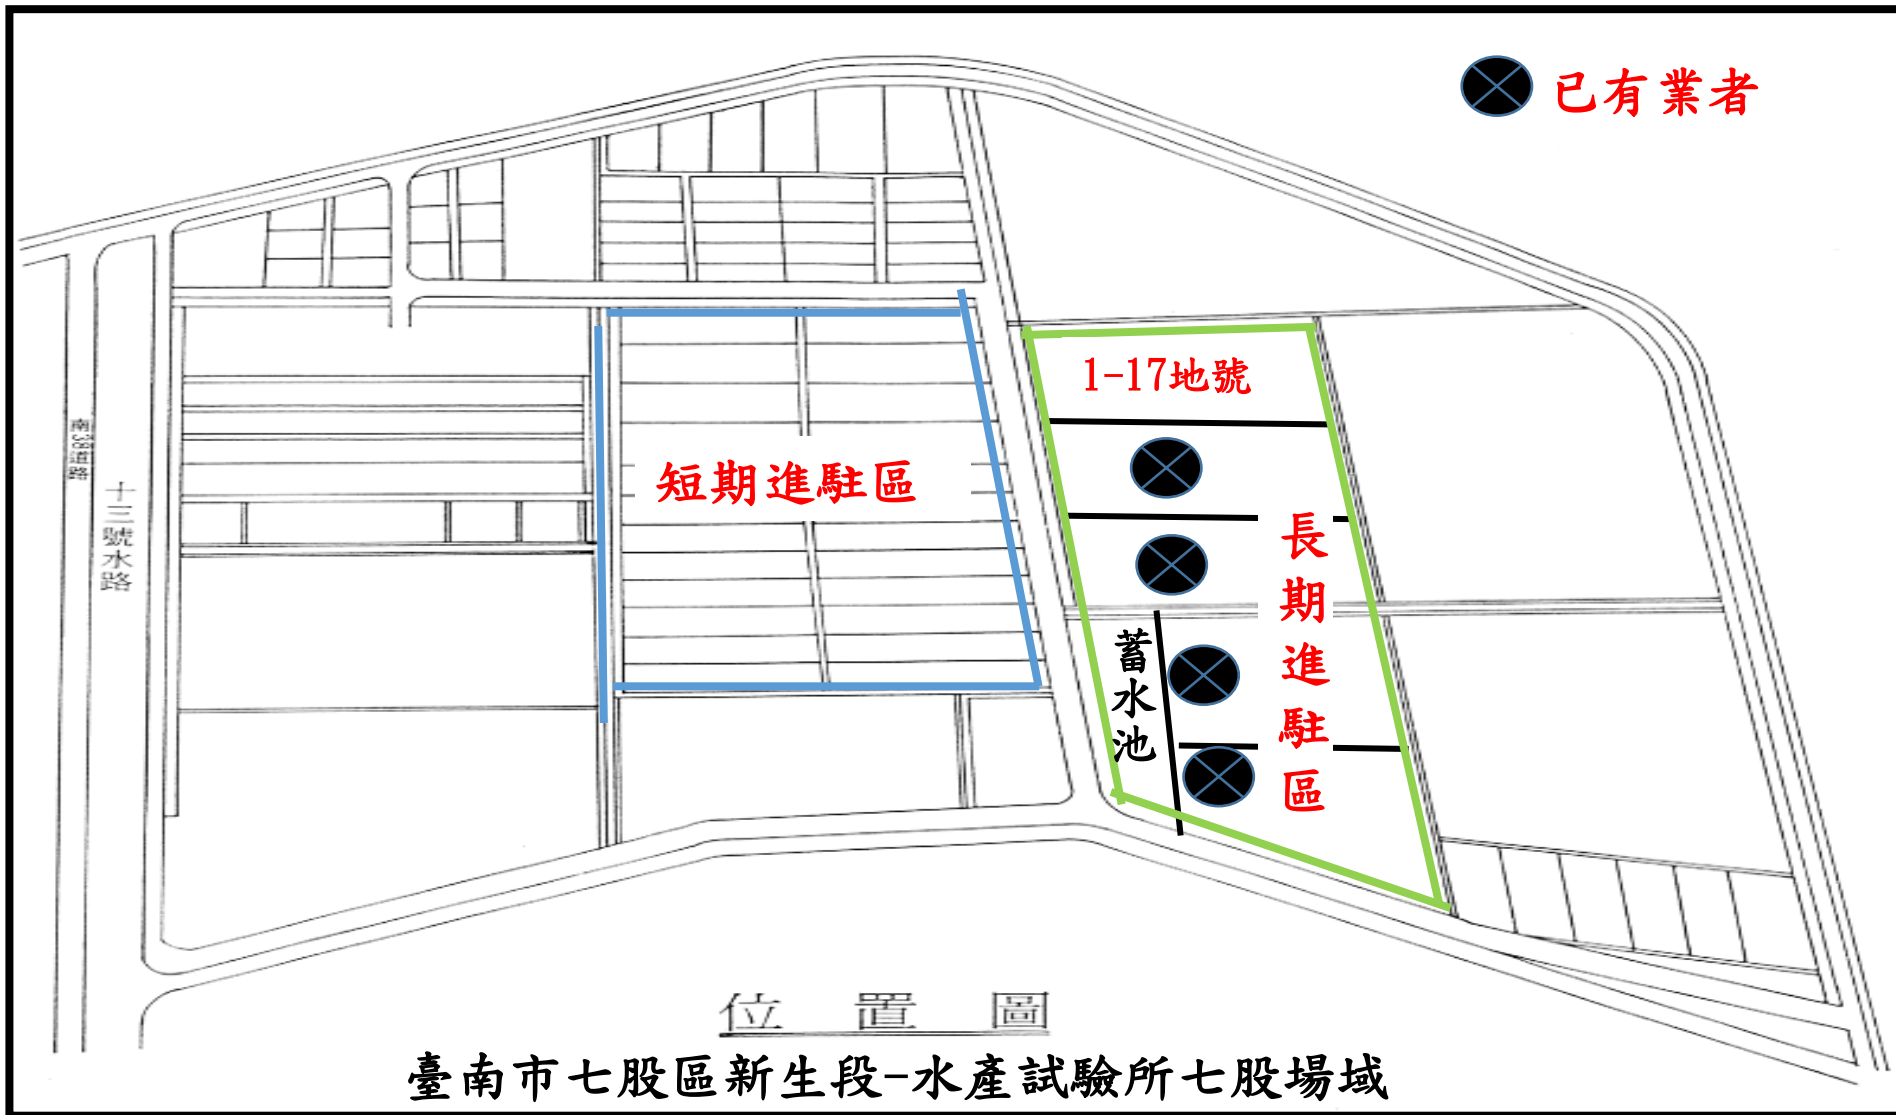 已有業者
1-17地號
短期進駐區
長期進駐區
蓄水池
南38道路
十三號水路
位置圖
臺南市七股區新生段-水產試驗所七股場域